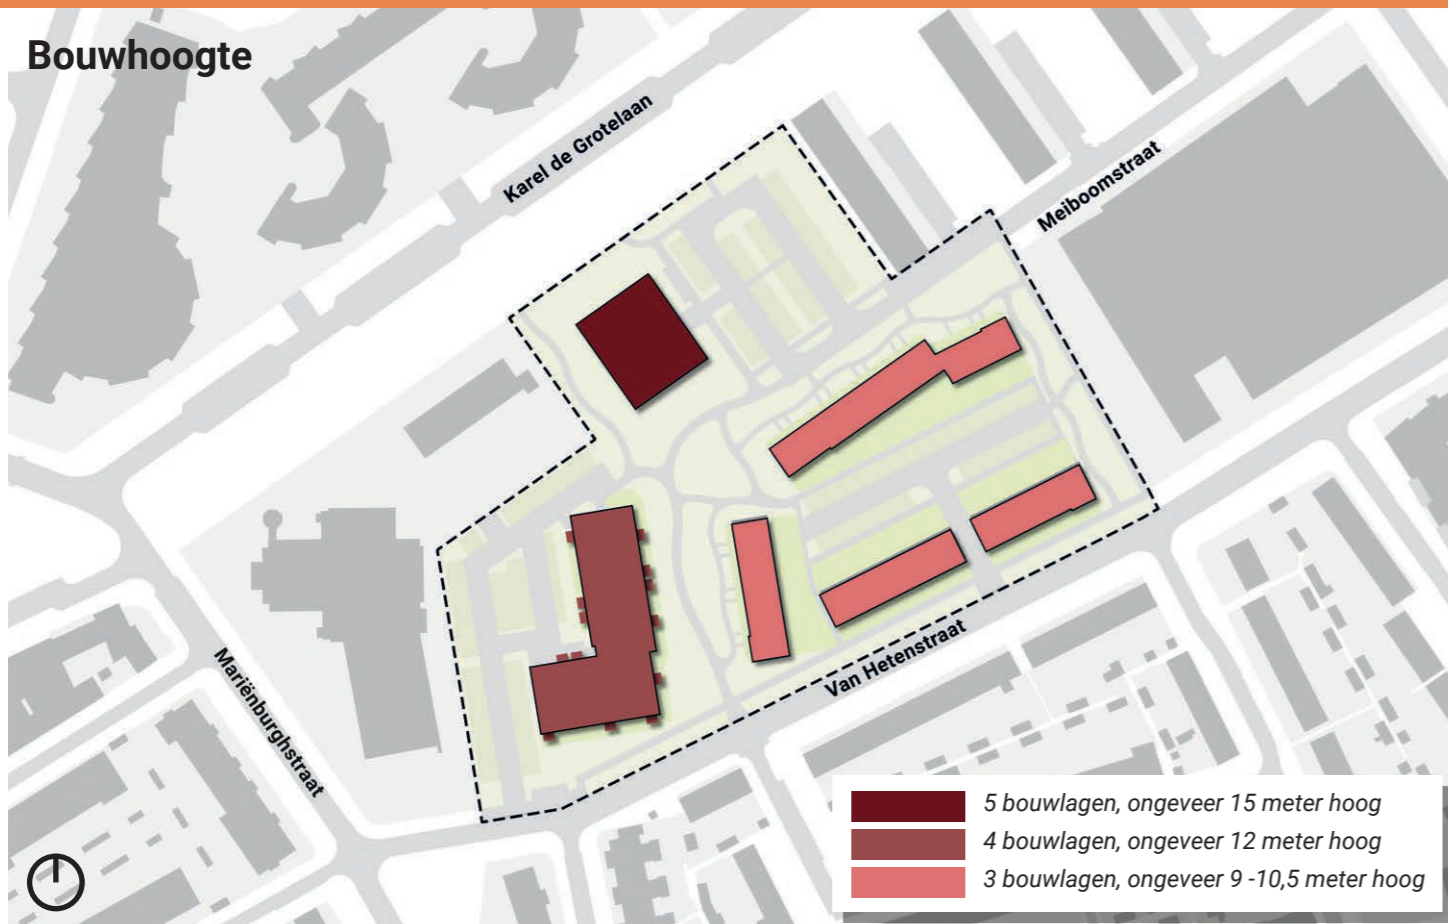 Bouwhoogte
Karel de Grotelaan
Meiboomstraat
Van Hetenstraat
Mariënburghstraat
5 bouwlagen, ongeveer 15 meter hoog
4 bouwlagen, ongeveer 12 meter hoog
3 bouwlagen, ongeveer 9 -10,5 meter hoog